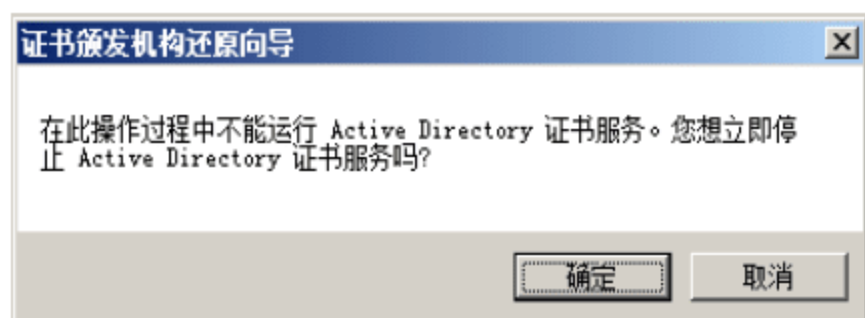 证书颁发机构还原向导
在此操作过程中不能运行 Active Directory 证书服务。您想立即停
止 Active Directory 证书服务吗?
确定 取消